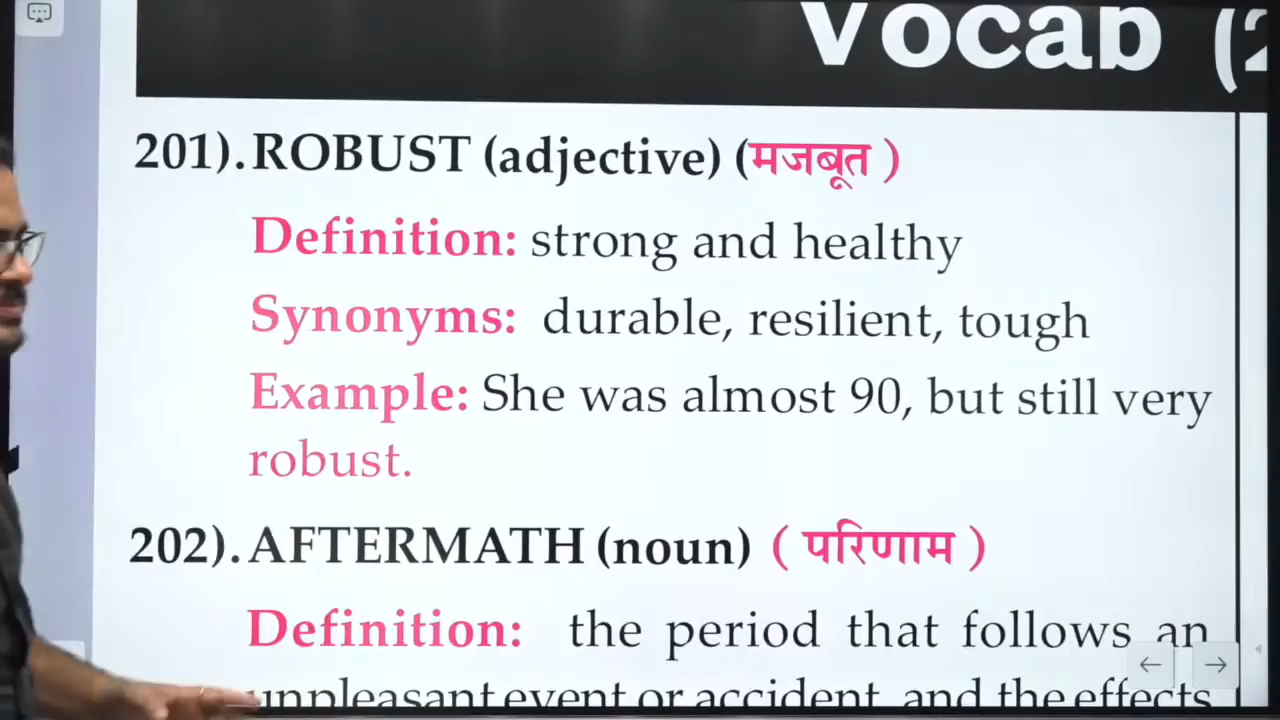 Vocab (2
201). ROBUST (adjective) (मजबूत )
Definition: strong and healthy
Synonyms: durable, resilient, tough
Example: She was almost 90, but still very
robust.
202). AFTERMATH (noun) ( परिणाम )
Definition: the period that follows an
unpleasant event or accident, and the effects